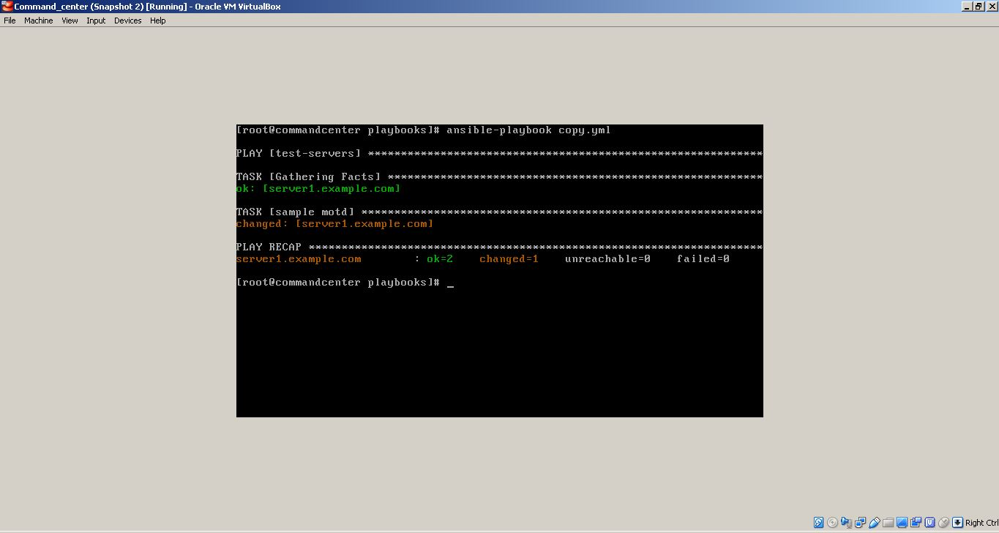 Command_center (Snapshot 2) [Running] - Oracle VM VirtualBox
File Machine View Input Devices Help
[root@commandcenter playbooks]# ansible-playbook copy.yml
PLAY [test-servers] ************************************************************
TASK [Gathering Facts] *********************************************************
ok: [server1.example.com]
TASK [sample motd] *************************************************************
changed: [server1.example.com]
PLAY RECAP *********************************************************************
server1.example.com : ok=2 changed=1 unreachable=0 failed=0
[root@commandcenter playbooks]# _
Right Ctrl